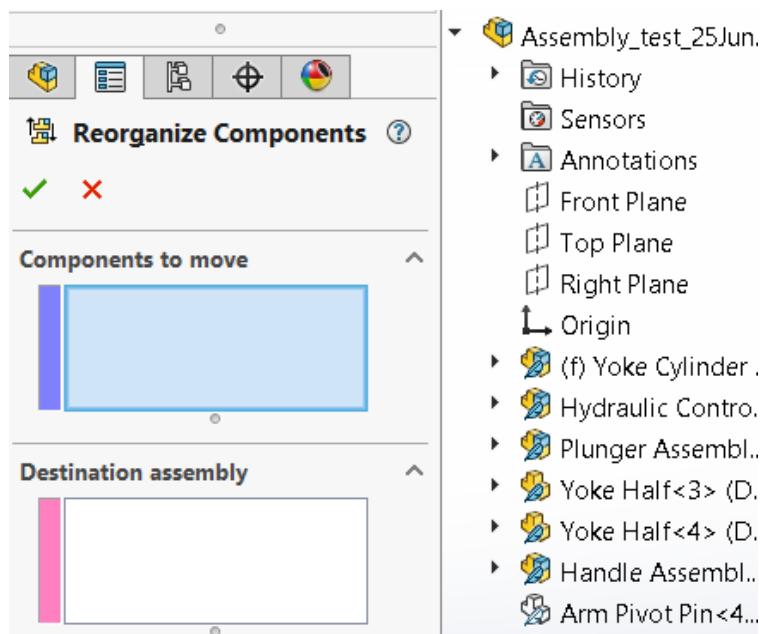 Reorganize Components
Components to move
Destination assembly
Assembly_test_25Jun.
History
Sensors
A Annotations
Front Plane
Top Plane
Right Plane
Origin
(f) Yoke Cylinder .
Hydraulic Contro.
Plunger Assembl..
Yoke Half<3> (D.
Yoke Half<4> (D.
Handle Assembl..
Arm Pivot Pin<4...